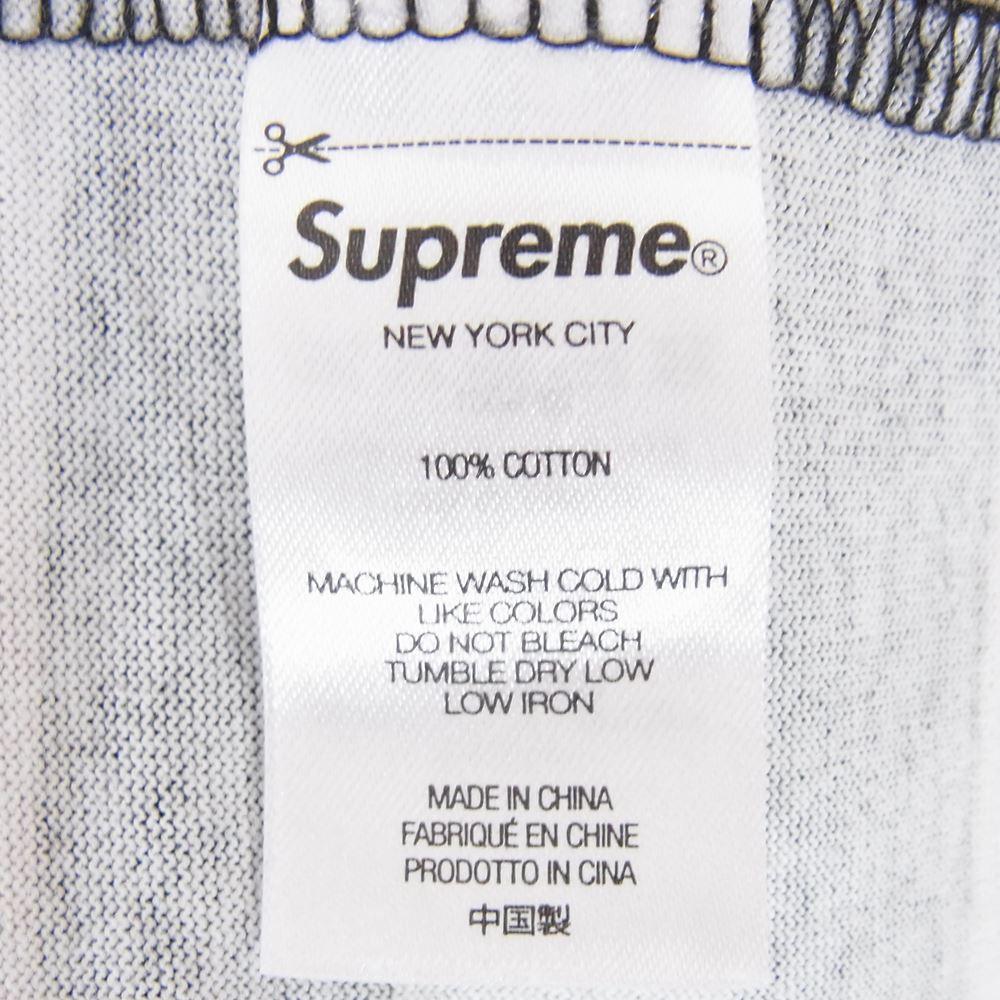 Supreme®
NEW YORK CITY
100% COTTON
MACHINE WASH COLD WITH
LIKE COLORS
DO NOT BLEACH
TUMBLE DRY LOW
LOW IRON
MADE IN CHINA
FABRIQUÉ EN CHINE
PRODOTTO IN CINA
中国製